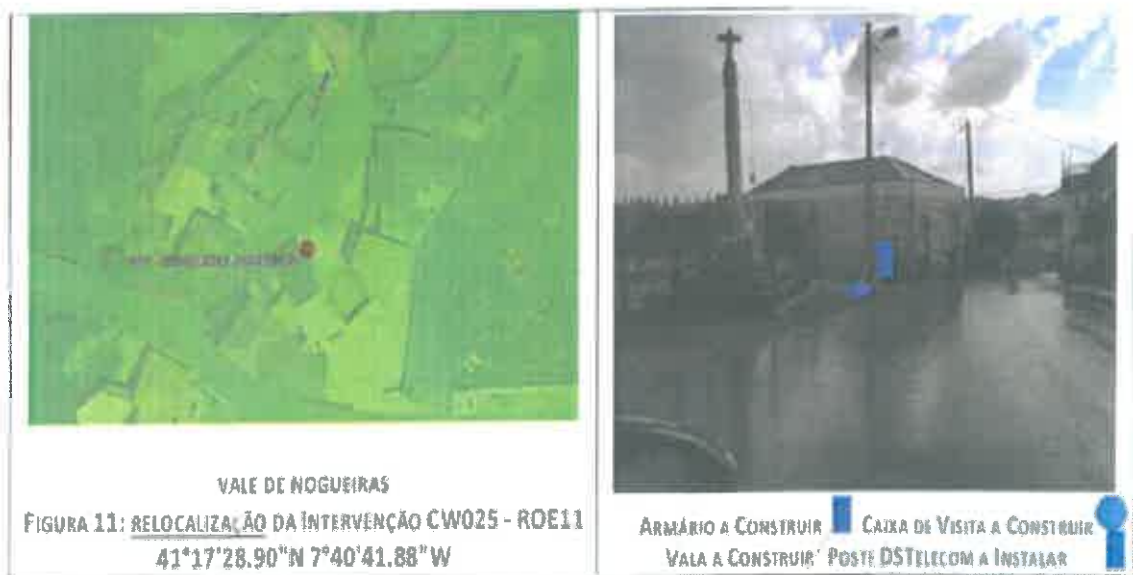 VALE DE NOGUEIRAS
FIGURA 11: RELOCALIZAÇÃO DA INTERVENÇÃO CW025 - ROE11
41°17'28.90"N 7°40'41.88"W
ARMÁRIO A CONSTRUIR CAIXA DE VISITA A CONSTRUIR
VALA A CONSTRUIR' POSTE DSTELECOM A INSTALAR